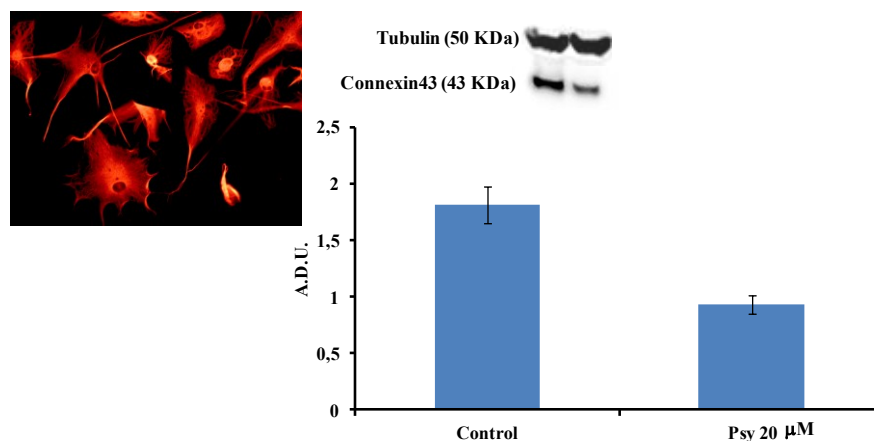 Tubulin (50 KDa)
Connexin43 (43 KDa)
2,5
2
1,5
1
0,5
0
A.D.U.
Control
Psy 20 μM